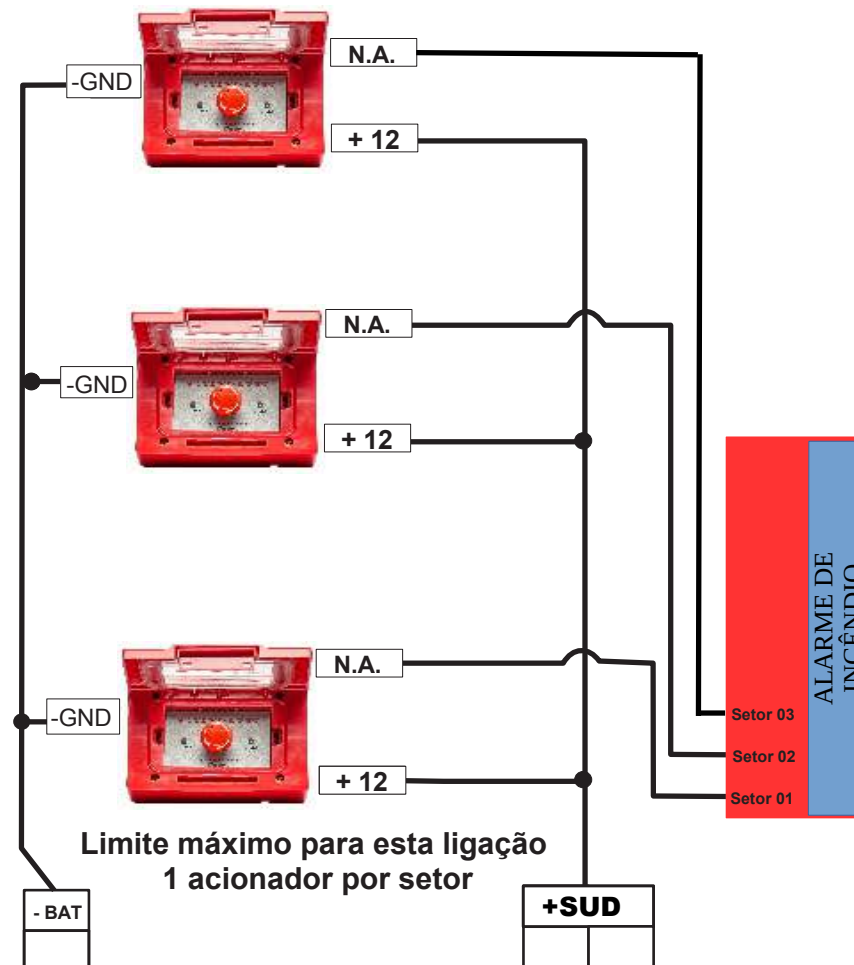 N.A.
-GND
+ 12
N.A.
-GND
+ 12
N.A.
-GND
+ 12
ALARME DE
INCÊNDIO
Setor 03
Setor 02
Setor 01
Limite máximo para esta ligação
1 acionador por setor
- BAT
+SUD